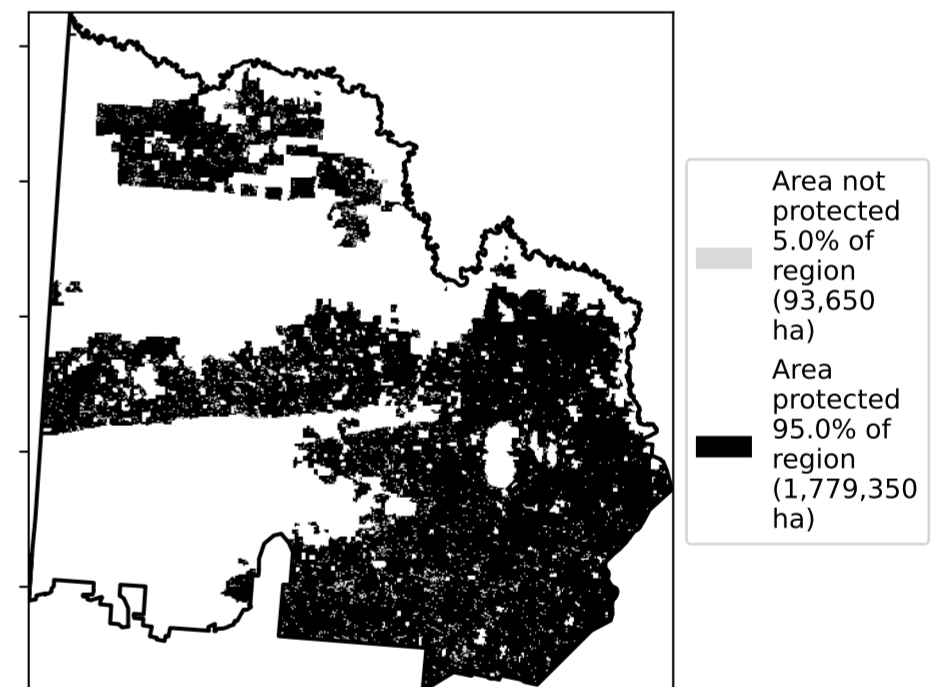 Area not
protected
5.0% of
region
(93,650
ha)
Area
protected
95.0% of
region
(1,779,350
ha)